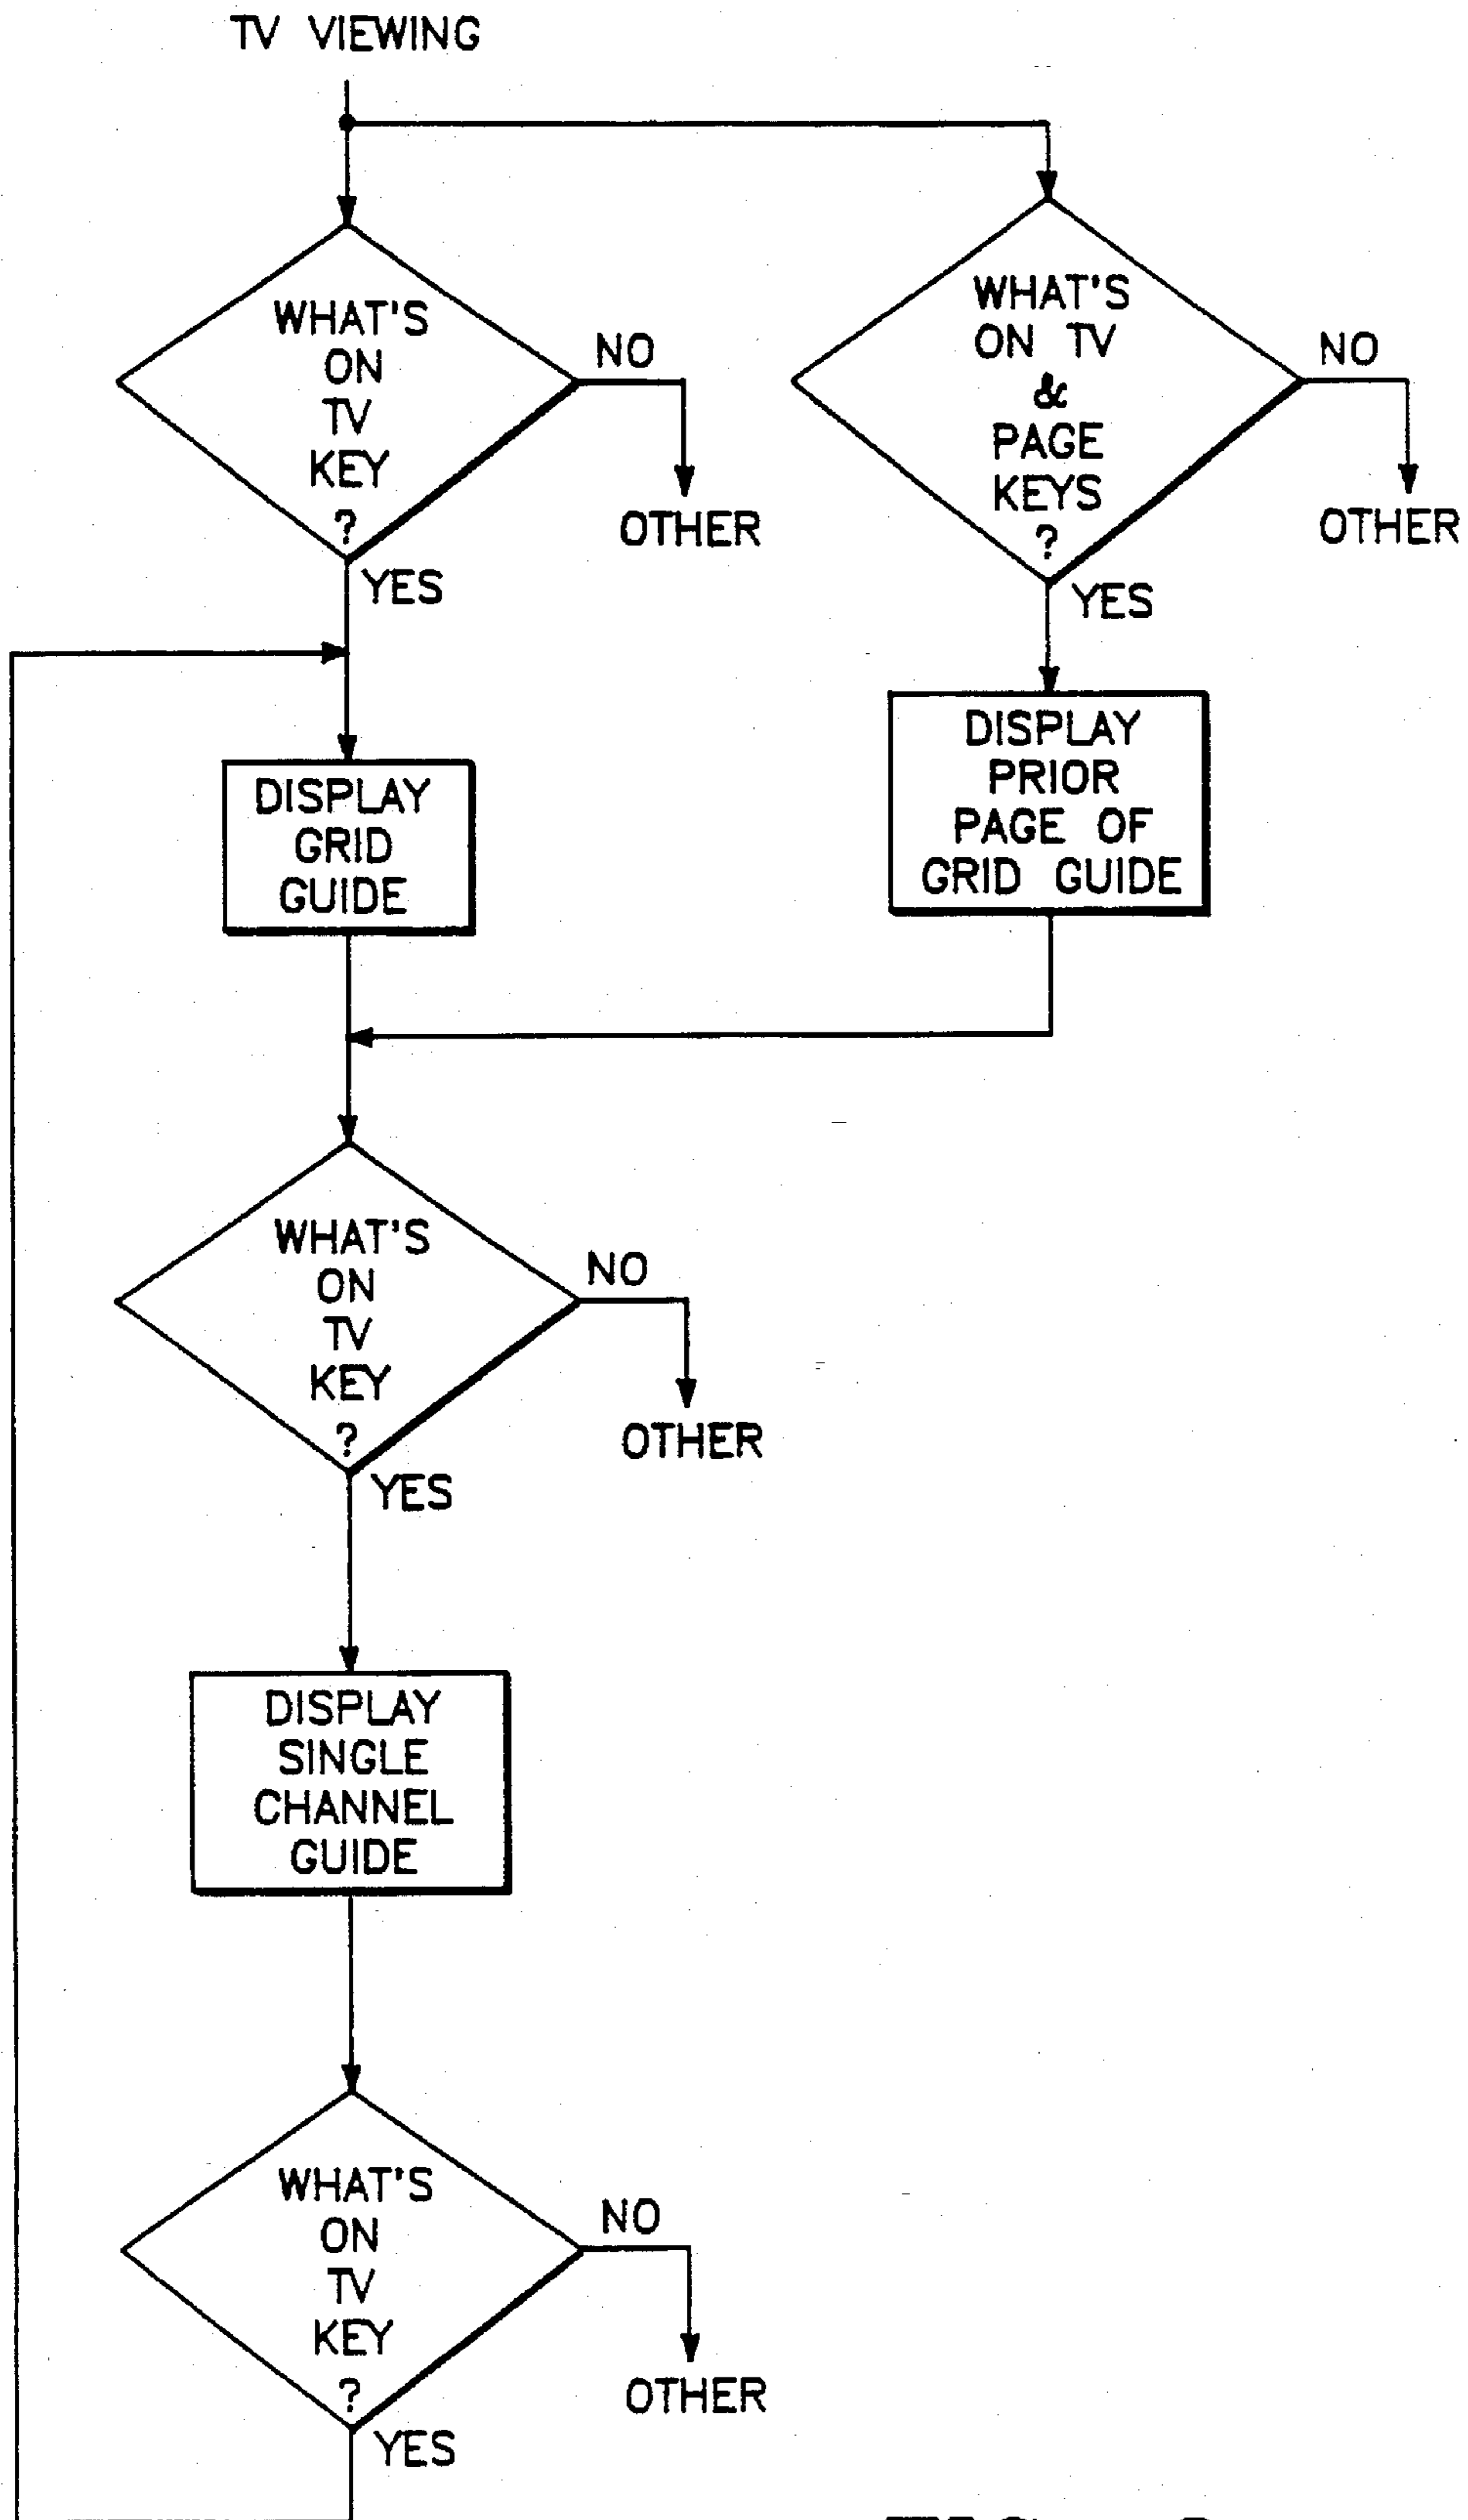 TV VIEWING
WHAT'S
ON
TV
KEY
?
NO
OTHER
YES
WHAT'S
ON TV
&
PAGE
KEYS
?
NO
OTHER
YES
DISPLAY
GRID
GUIDE
DISPLAY
PRIOR
PAGE OF
GRID GUIDE
WHAT'S
ON
TV
KEY
?
NO
OTHER
YES
DISPLAY
SINGLE
CHANNEL
GUIDE
WHAT'S
ON
TV
KEY
?
NO
OTHER
YES